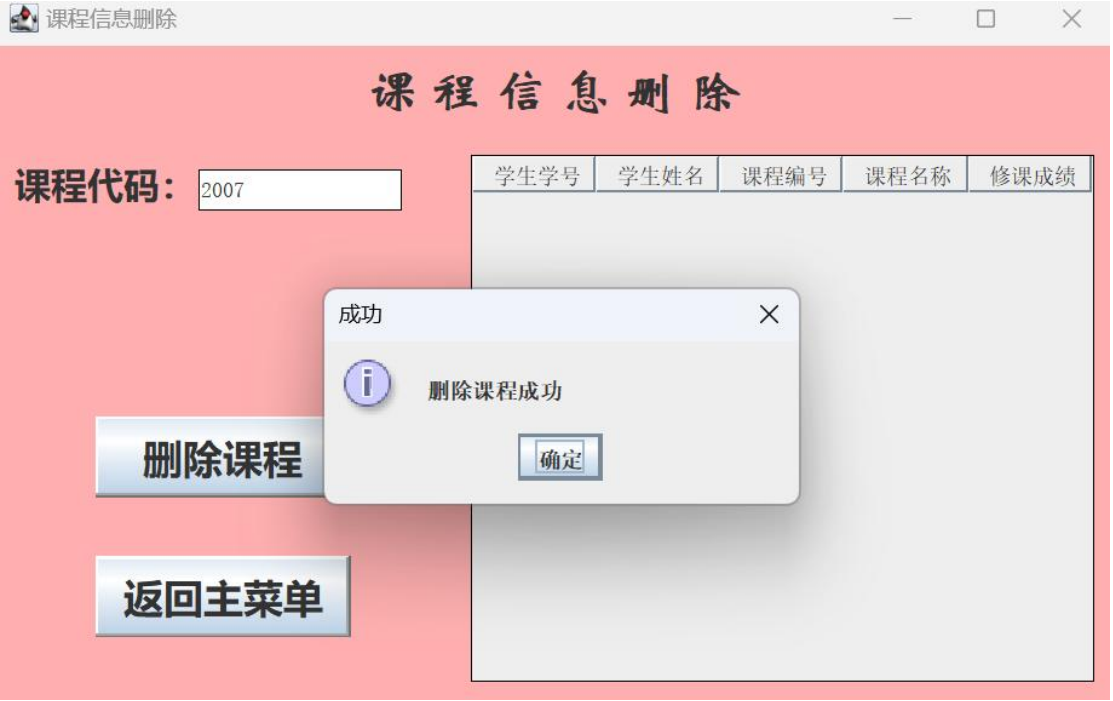 课程信息删除
课程信息删除
课程代码：
2007
学生学号 学生姓名 课程编号 课程名称 修课成绩
成功
删除课程成功
确定
删除课程
返回主菜单